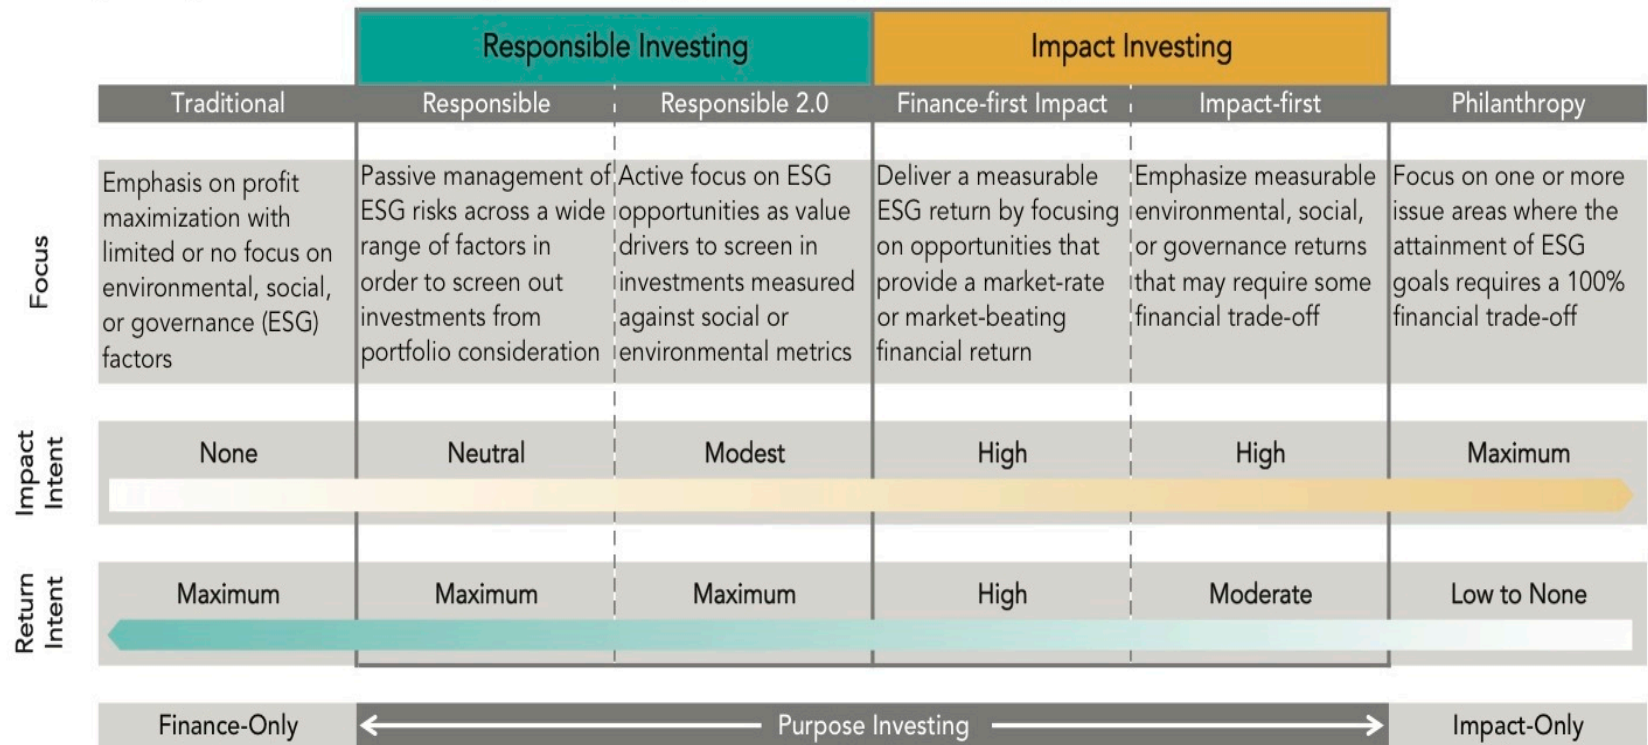 Responsible Investing
Impact Investing
Traditional
Responsible
Responsible 2.0
Finance-first Impact
Impact-first
Philanthropy
Focus
Emphasis on profit
maximization with
limited or no focus on
environmental, social,
or governance (ESG)
factors
Passive management of
ESG risks across a wide
range of factors in
order to screen out
investments from
portfolio consideration
Active focus on ESG
opportunities as value
drivers to screen in
investments measured
against social or
environmental metrics
Deliver a measurable
ESG return by focusing
on opportunities that
provide a market-rate
or market-beating
financial return
Emphasize measurable
environmental, social,
or governance returns
that may require some
financial trade-off
Focus on one or more
issue areas where the
attainment of ESG
goals requires a 100%
financial trade-off
Impact
Intent
None
Neutral
Modest
High
High
Maximum
Return
Intent
Maximum
Maximum
Maximum
High
Moderate
Low to None
Finance-Only
Purpose Investing
Impact-Only